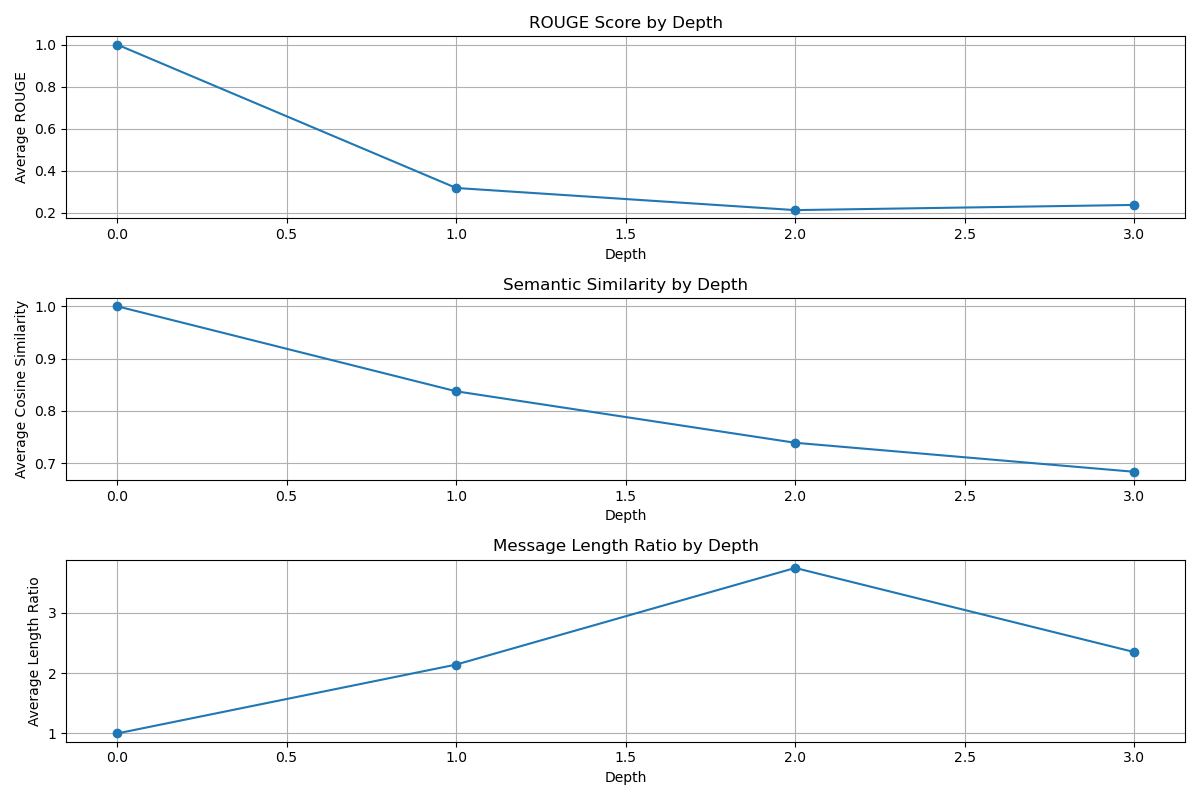 ROUGE Score by Depth
Average ROUGE
1.0
0.8
0.6
0.4
0.2
0.0 0.5 1.0 1.5 2.0 2.5 3.0
Depth
Semantic Similarity by Depth
Average Cosine Similarity
1.0
0.9
0.8
0.7
0.0 0.5 1.0 1.5 2.0 2.5 3.0
Depth
Message Length Ratio by Depth
Average Length Ratio
3
2
1
0.0 0.5 1.0 1.5 2.0 2.5 3.0
Depth